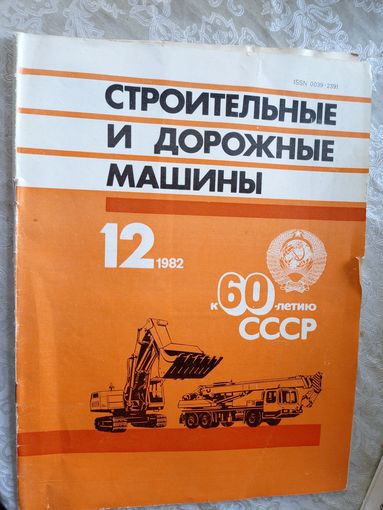 ISSN 0039-2391
СТРОИТЕЛЬНЫЕ
И ДОРОЖНЫЕ
МАШИНЫ
12 1982
к 60-летию
СССР